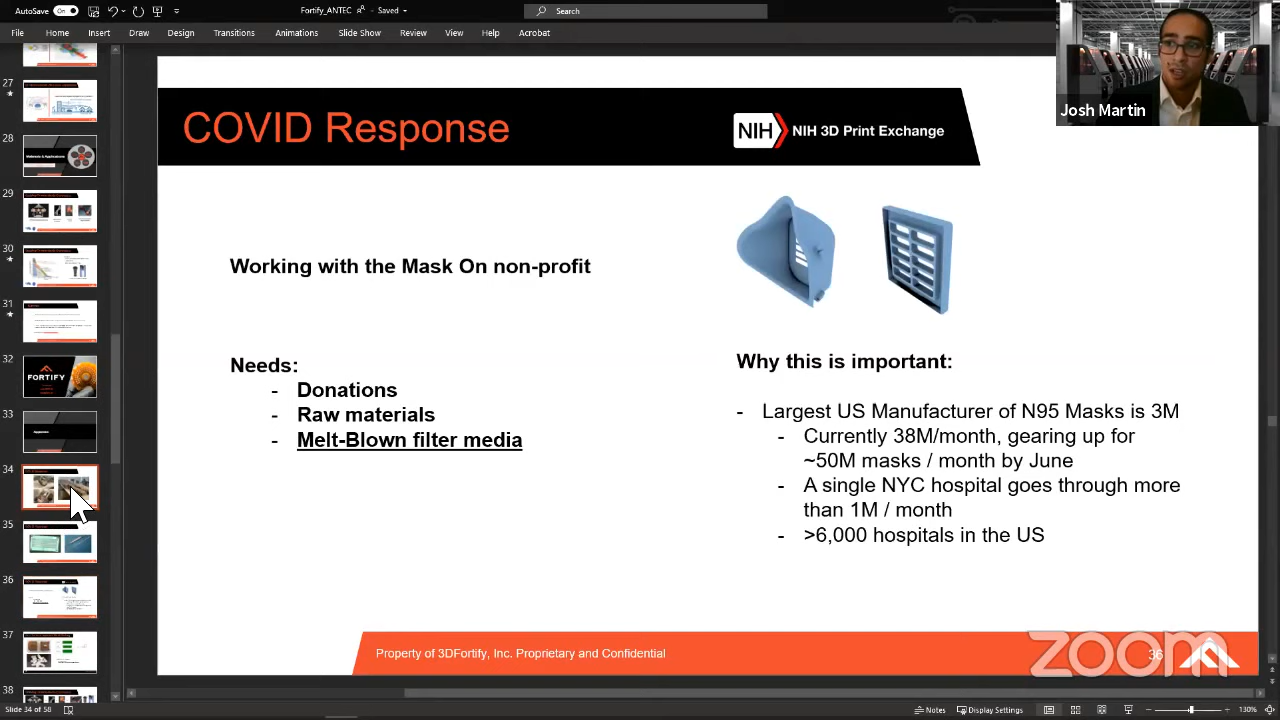 AutoSave On
Fortify_ANTEC
Saved
Search
File Home Insert Draw Design Transitions Animations Slide Show Review View Help Acrobat
Josh Martin
27
28
29
30
31
32
33
34
35
36
37
38
FORTIFY
COVID Response
NIH NIH 3D Print Exchange
Working with the Mask On non-profit
Needs:
- Donations
- Raw materials
- Melt-Blown filter media
Why this is important:
- Largest US Manufacturer of N95 Masks is 3M
- Currently 38M/month, gearing up for
~50M masks / month by June
- A single NYC hospital goes through more
than 1M / month
- >6,000 hospitals in the US
Property of 3DFortify, Inc. Proprietary and Confidential
36
zoom
Slide 34 of 58
Notes
Display Settings
130%